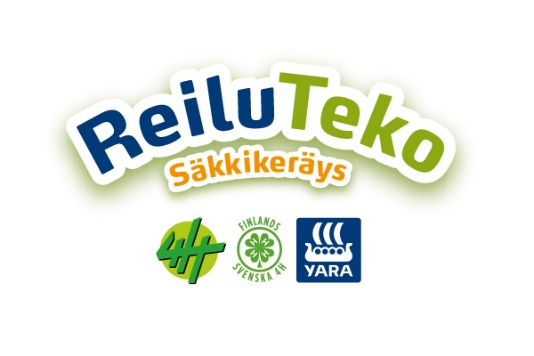 ReiluTeko
Säkkikeräys
4H
FINLANDS
SVENSKA 4H
YARA